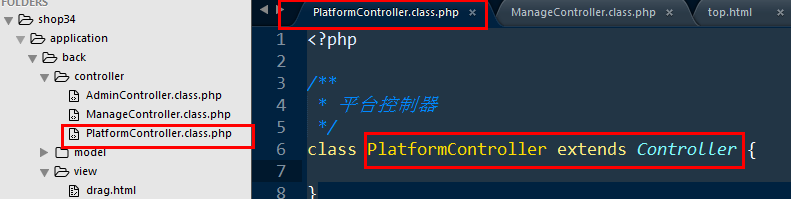 FOLDERS
shop34
application
back
controller
AdminController.class.php
ManageController.class.php
PlatformController.class.php
model
view
drag.html
PlatformController.class.php × ManageController.class.php × top.html
1 <?php
2
3 /**
4 * 平台控制器
5 */
6 class PlatformController extends Controller {
7
8 }